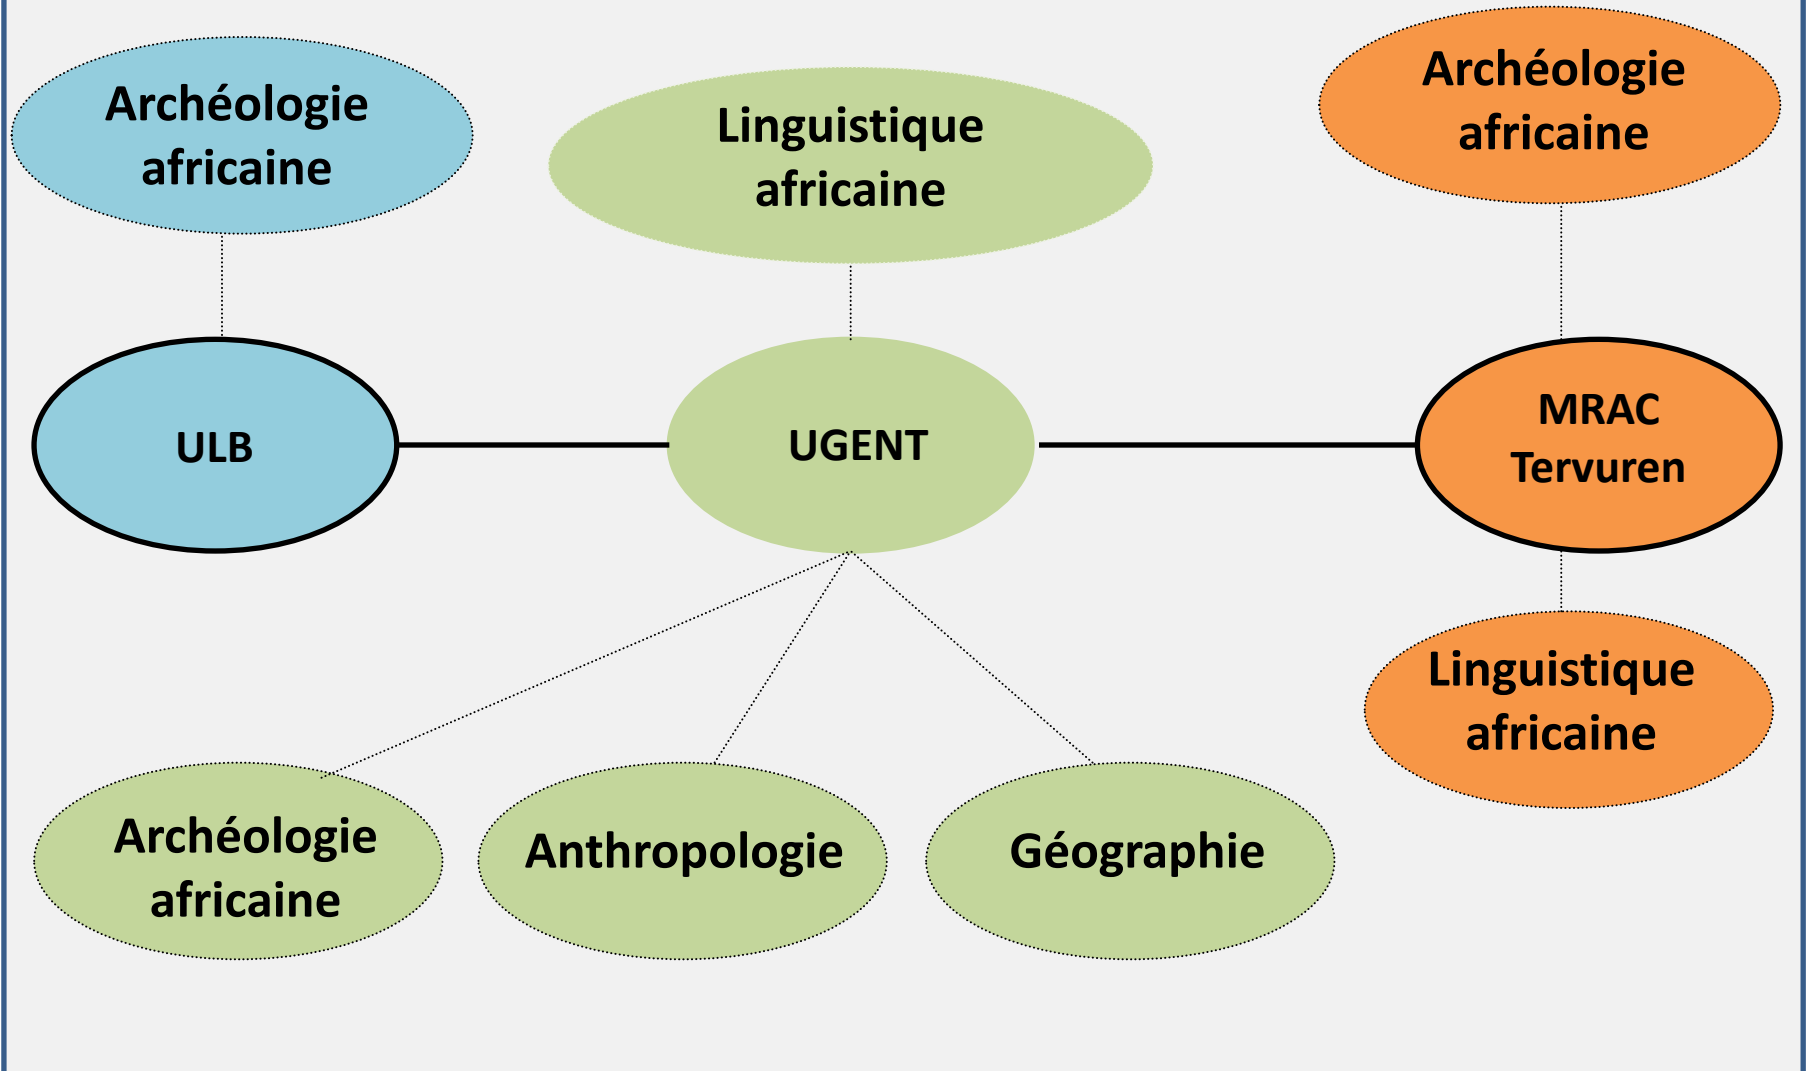 Archéologie
africaine
Linguistique
africaine
Archéologie
africaine
ULB
UGENT
MRAC
Tervuren
Linguistique
africaine
Archéologie
africaine
Anthropologie
Géographie